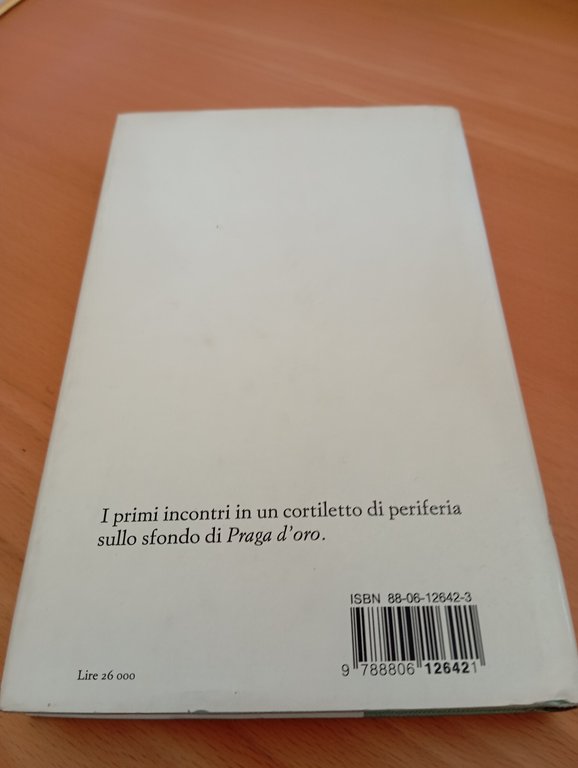 I primi incontri in un cortiletto di periferia
sullo sfondo di Praga d'oro.
ISBN 88-06-12642-3
9 788806 126421
Lire 26 000